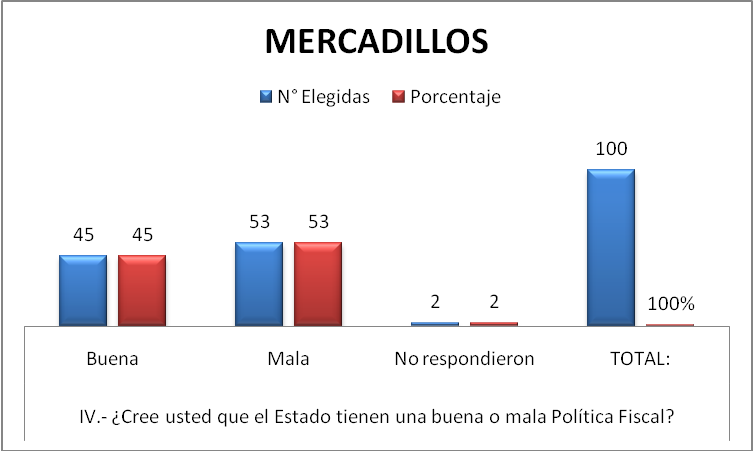 MERCADILLOS
N° Elegidas Porcentaje
100
45 45 53 53
2 2 100%
Buena Mala No respondieron TOTAL:
IV.- ¿Cree usted que el Estado tienen una buena o mala Política Fiscal?